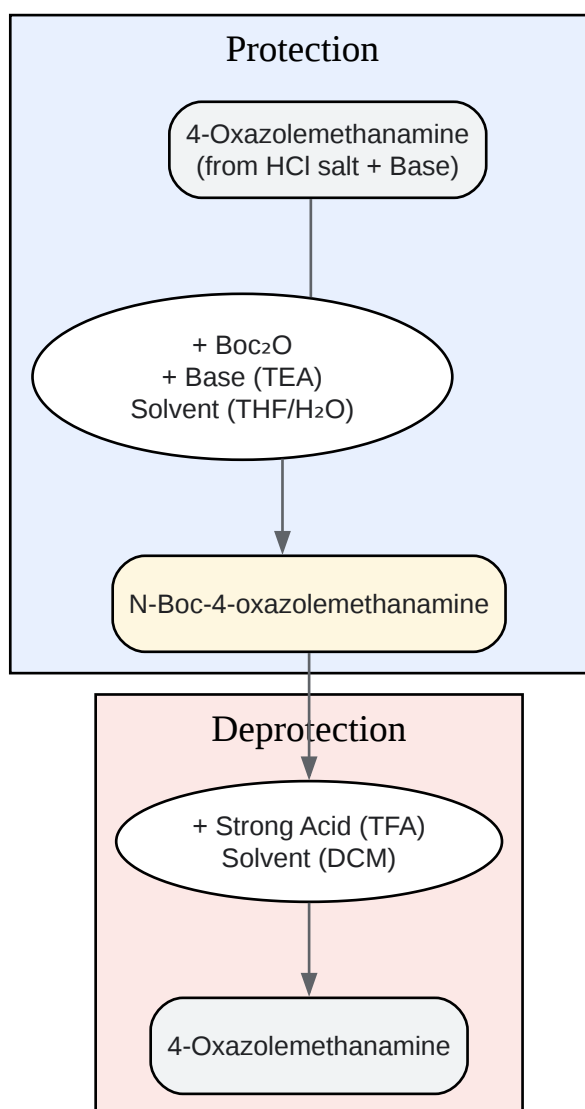 Protection
4-Oxazolemethanamine
(from HCl salt + Base)
+ Boc₂O
+ Base (TEA)
Solvent (THF/H₂O)
N-Boc-4-oxazolemethanamine
Deprotection
+ Strong Acid (TFA)
Solvent (DCM)
4-Oxazolemethanamine